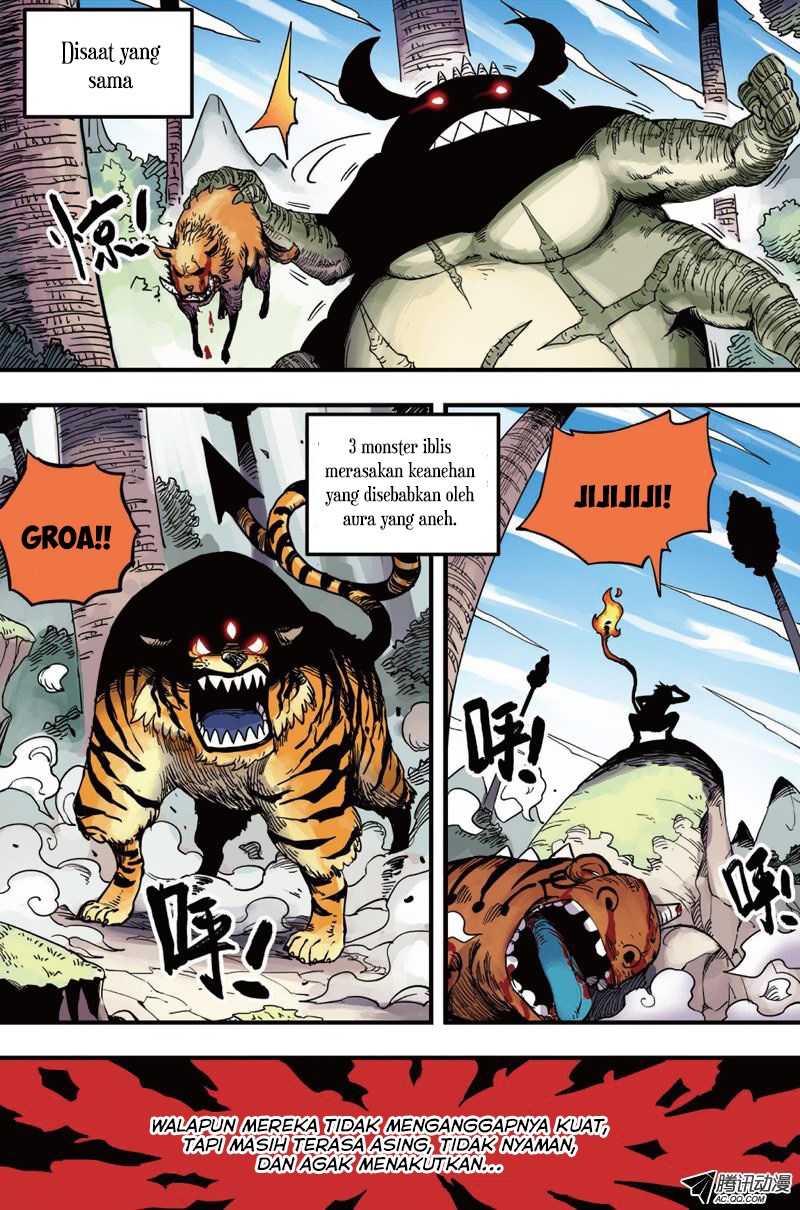 Disaat yang
sama
惊!
3 monster iblis
merasakan keanehan
yang disebabkan oleh
aura yang aneh.
GROA!!
呼!
JIJIJIJI!
呼!
呼!
WALAPUN MEREKA TIDAK MENGANGGAPNYA KUAT,
TAPI MASIH TERASA ASING, TIDAK NYAMAN,
DAN AGAK MENAKUTKAN...
腾讯动漫
AC.QQ.COM